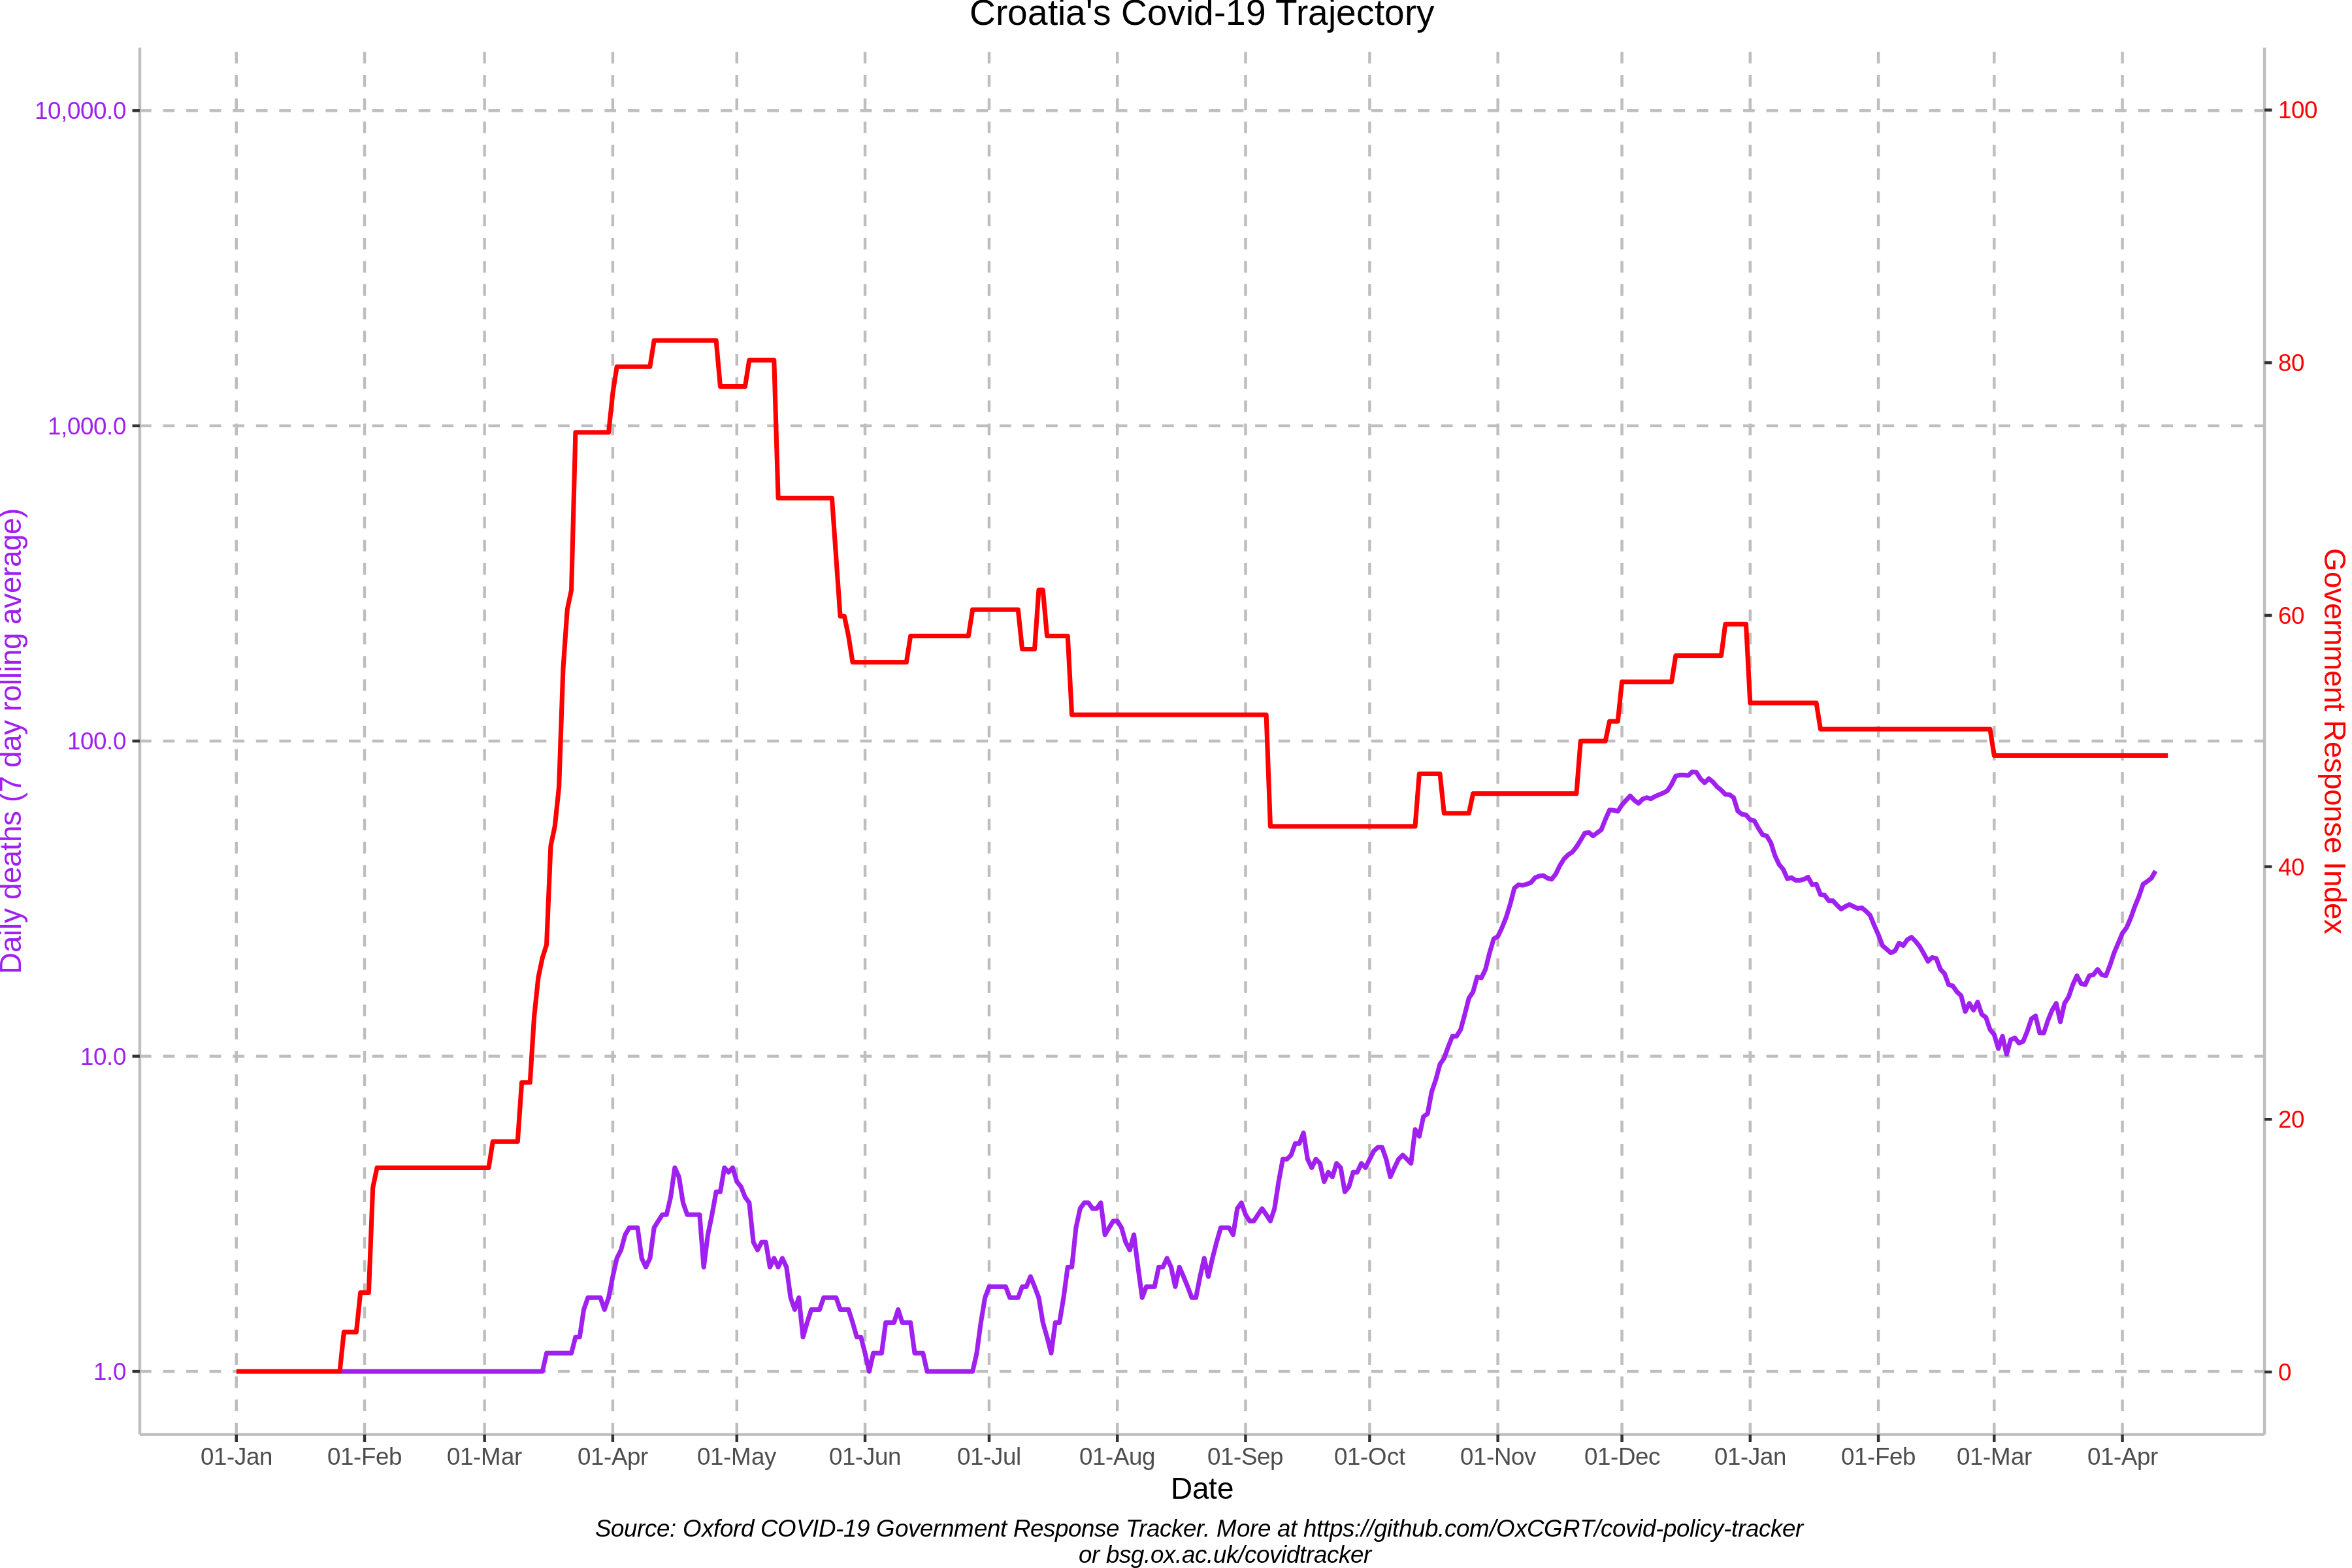 Croatia's Covid-19 Trajectory
10,000.0
1,000.0
100.0
10.0
1.0
Daily deaths (7 day rolling average)
100
80
60
40
20
0
Government Response Index
01-Jan 01-Feb 01-Mar 01-Apr 01-May 01-Jun 01-Jul 01-Aug 01-Sep 01-Oct 01-Nov 01-Dec 01-Jan 01-Feb 01-Mar 01-Apr
Date
Source: Oxford COVID-19 Government Response Tracker. More at https://github.com/OxCGRT/covid-policy-tracker
or bsg.ox.ac.uk/covidtracker